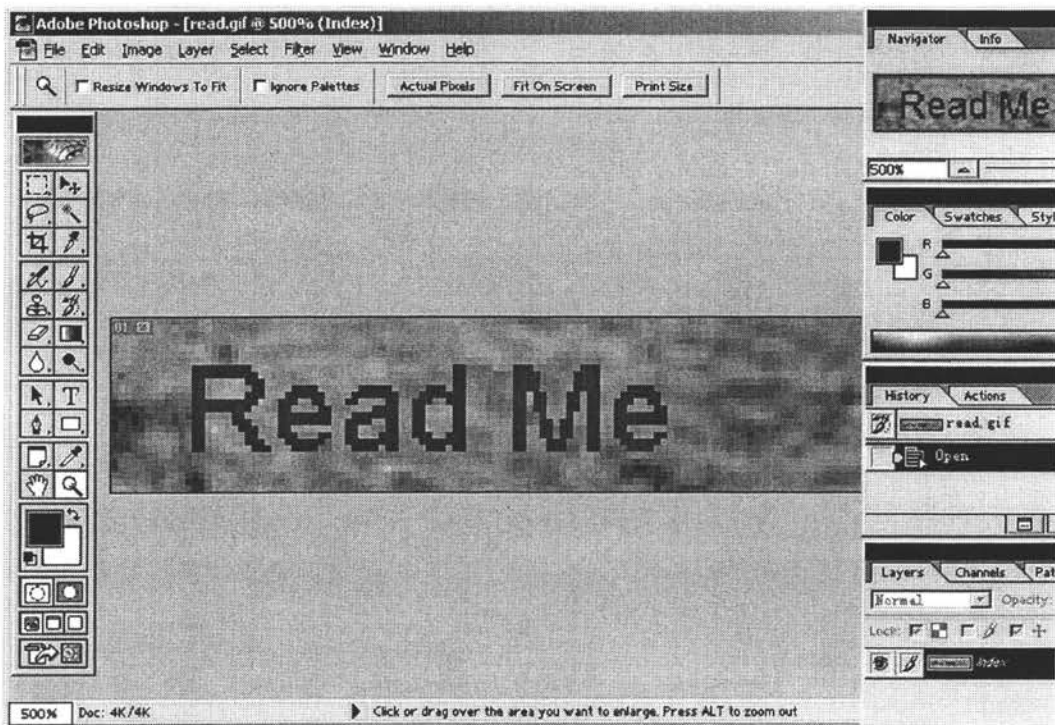 Adobe Photoshop - [read.gif @ 500% (Index)]
File Edit Image Layer Select Filter View Window Help
Resize Windows To Fit Ignore Palettes Actual Pixels Fit On Screen Print Size
Navigator Info
Read Me
500%
Color Swatches Styl
R
G
B
01
Read Me
History Actions
read.gif
Open
Layers Channels Pat
Normal Opacity:
Lock:
Index
T
500% Doc: 4K/4K Click or drag over the area you want to enlarge. Press ALT to zoom out